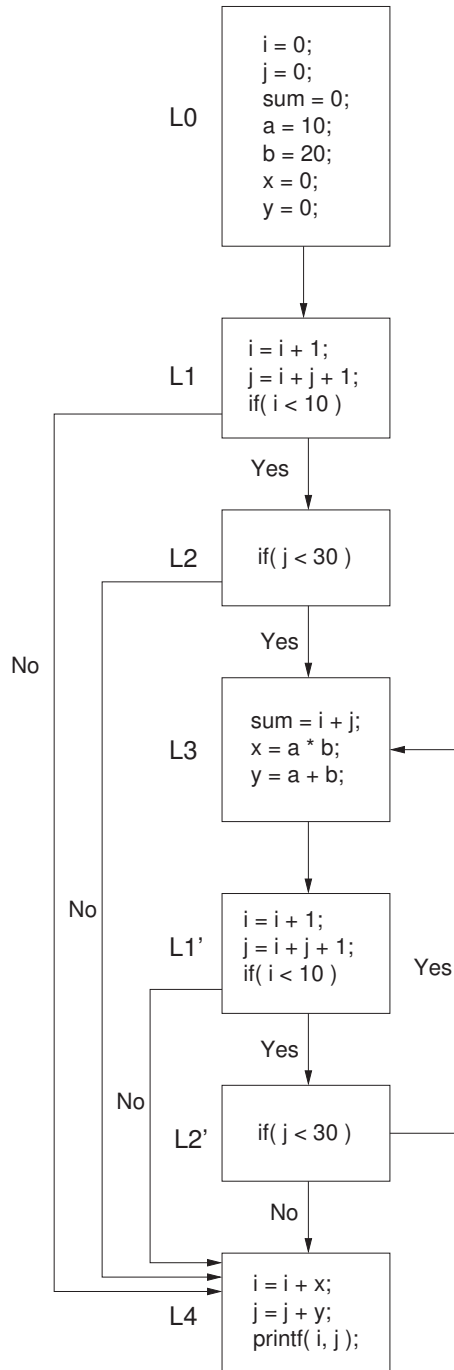 L0
i = 0;
j = 0;
sum = 0;
a = 10;
b = 20;
x = 0;
y = 0;
L1
i = i + 1;
j = i + j + 1;
if( i < 10 )
Yes
L2
if( j < 30 )
Yes
No
L3
sum = i + j;
x = a * b;
y = a + b;
No
L1’
i = i + 1;
j = i + j + 1;
if( i < 10 )
Yes
Yes
No
L2’
if( j < 30 )
No
L4
i = i + x;
j = j + y;
printf( i, j );